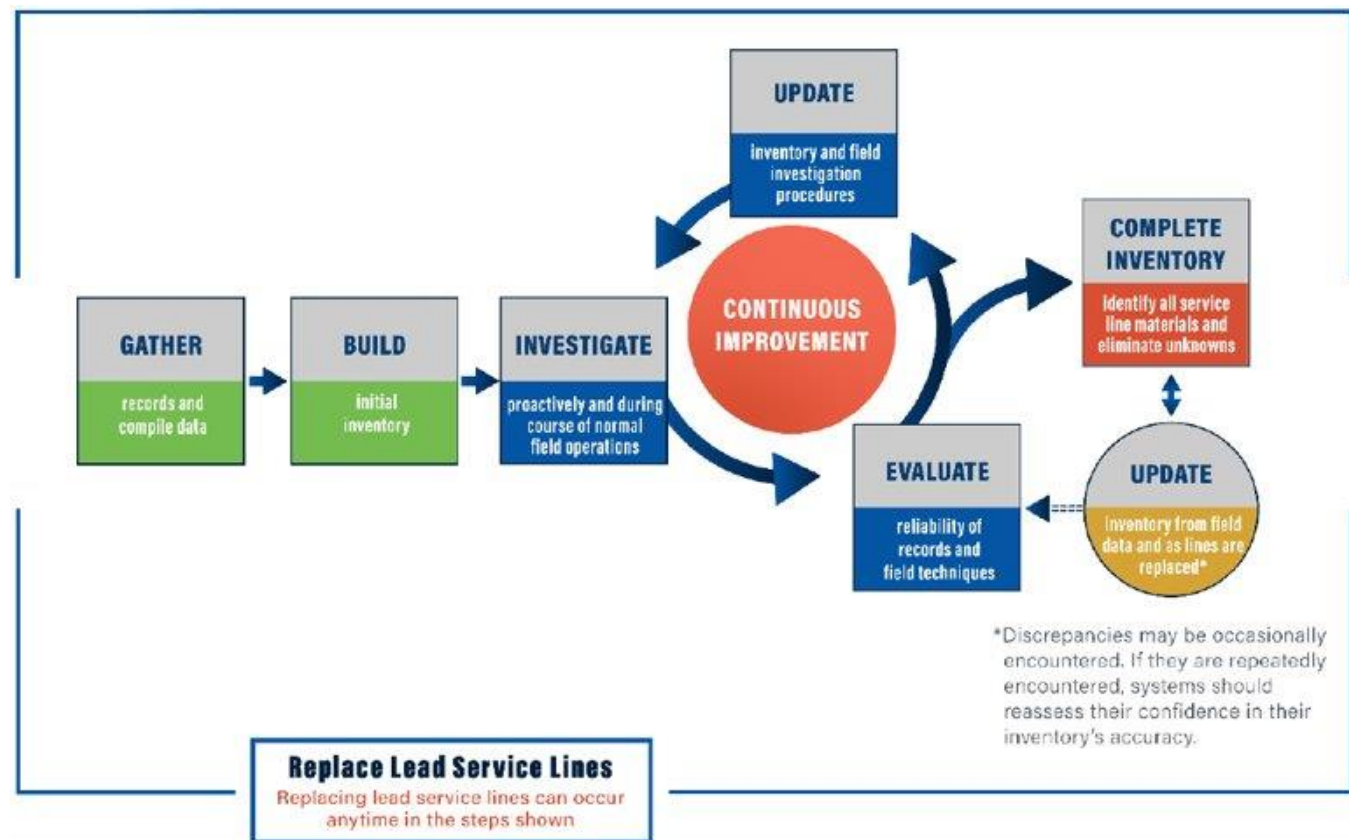 UPDATE
inventory and field
investigation
procedures
COMPLETE
INVENTORY
Identify all service
line materials and
eliminate unknowns
CONTINUOUS
IMPROVEMENT
GATHER
records and
compile data
BUILD
initial
inventory
INVESTIGATE
proactively and during
course of normal
field operations
EVALUATE
reliability of
records and
field techniques
UPDATE
inventory from field
data and as lines are
replaced*
*Discrepancies may be occasionally
encountered. If they are repeatedly
encountered, systems should
reassess their confidence in their
inventory's accuracy.
Replace Lead Service Lines
Replacing lead service lines can occur
anytime in the steps shown